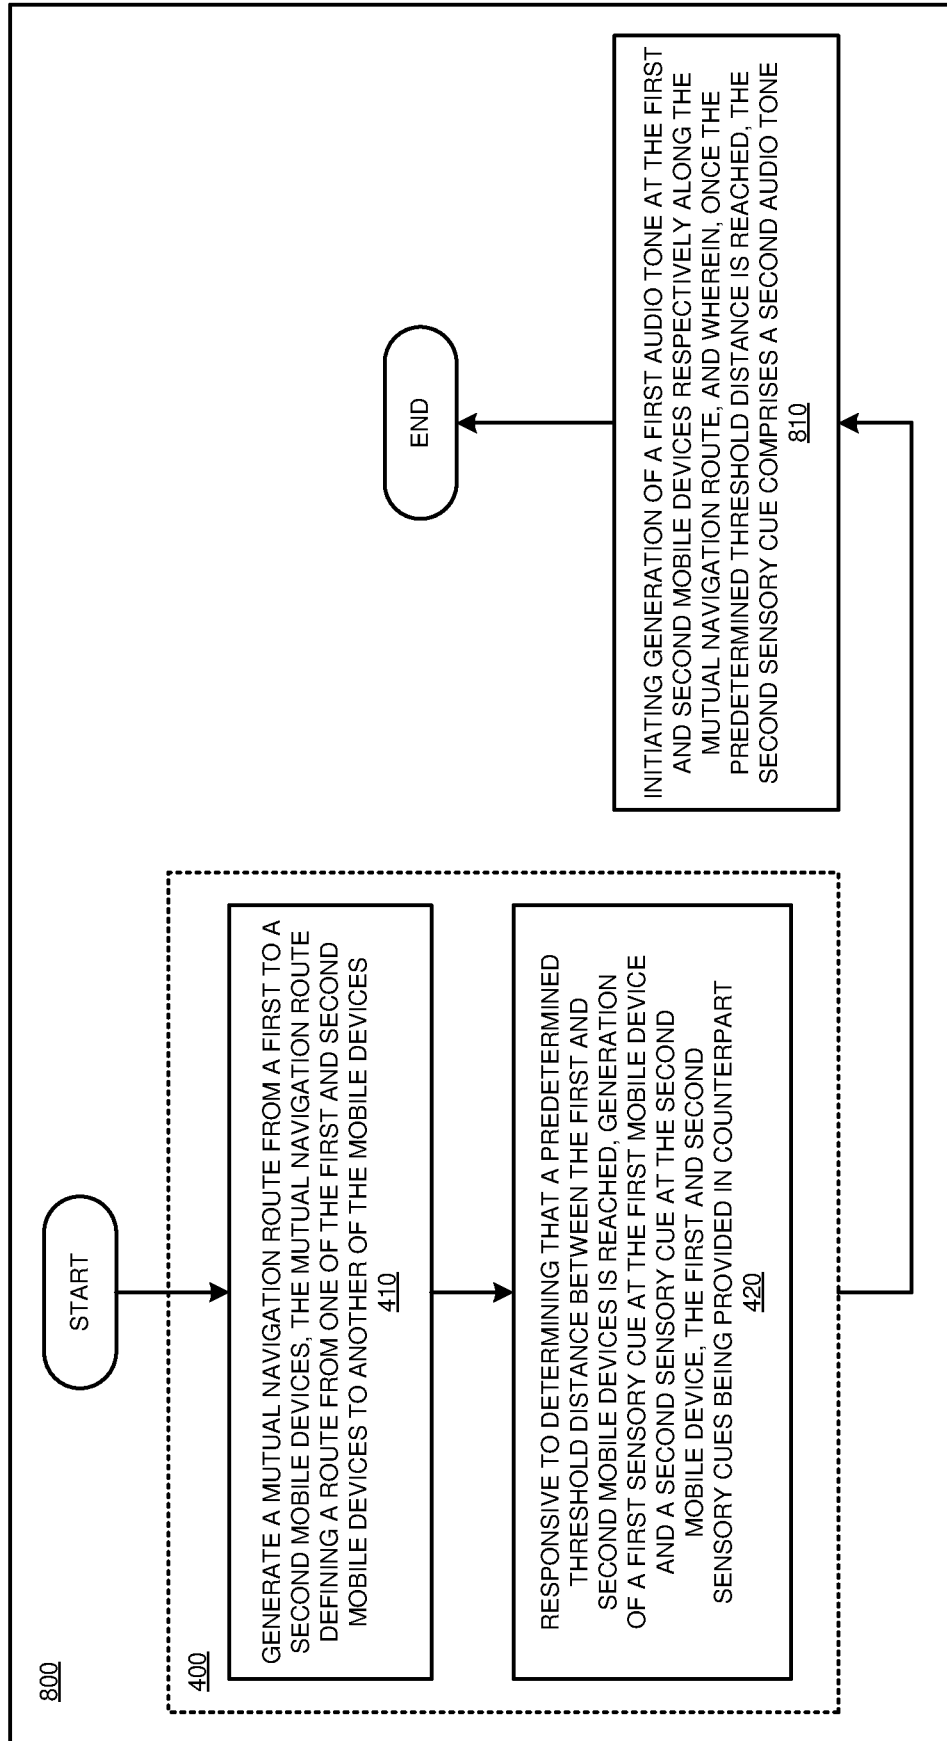 800
START
400
GENERATE A MUTUAL NAVIGATION ROUTE FROM A FIRST TO A
SECOND MOBILE DEVICES, THE MUTUAL NAVIGATION ROUTE
DEFINING A ROUTE FROM ONE OF THE FIRST AND SECOND
MOBILE DEVICES TO ANOTHER OF THE MOBILE DEVICES
410
RESPONSIVE TO DETERMINING THAT A PREDETERMINED
THRESHOLD DISTANCE BETWEEN THE FIRST AND
SECOND MOBILE DEVICES IS REACHED, GENERATION
OF A FIRST SENSORY CUE AT THE FIRST MOBILE DEVICE
AND A SECOND SENSORY CUE AT THE SECOND
MOBILE DEVICE, THE FIRST AND SECOND
SENSORY CUES BEING PROVIDED IN COUNTERPART
420
INITIATING GENERATION OF A FIRST AUDIO TONE AT THE FIRST
AND SECOND MOBILE DEVICES RESPECTIVELY ALONG THE
MUTUAL NAVIGATION ROUTE, AND WHEREIN, ONCE THE
PREDETERMINED THRESHOLD DISTANCE IS REACHED, THE
SECOND SENSORY CUE COMPRISES A SECOND AUDIO TONE
810
END